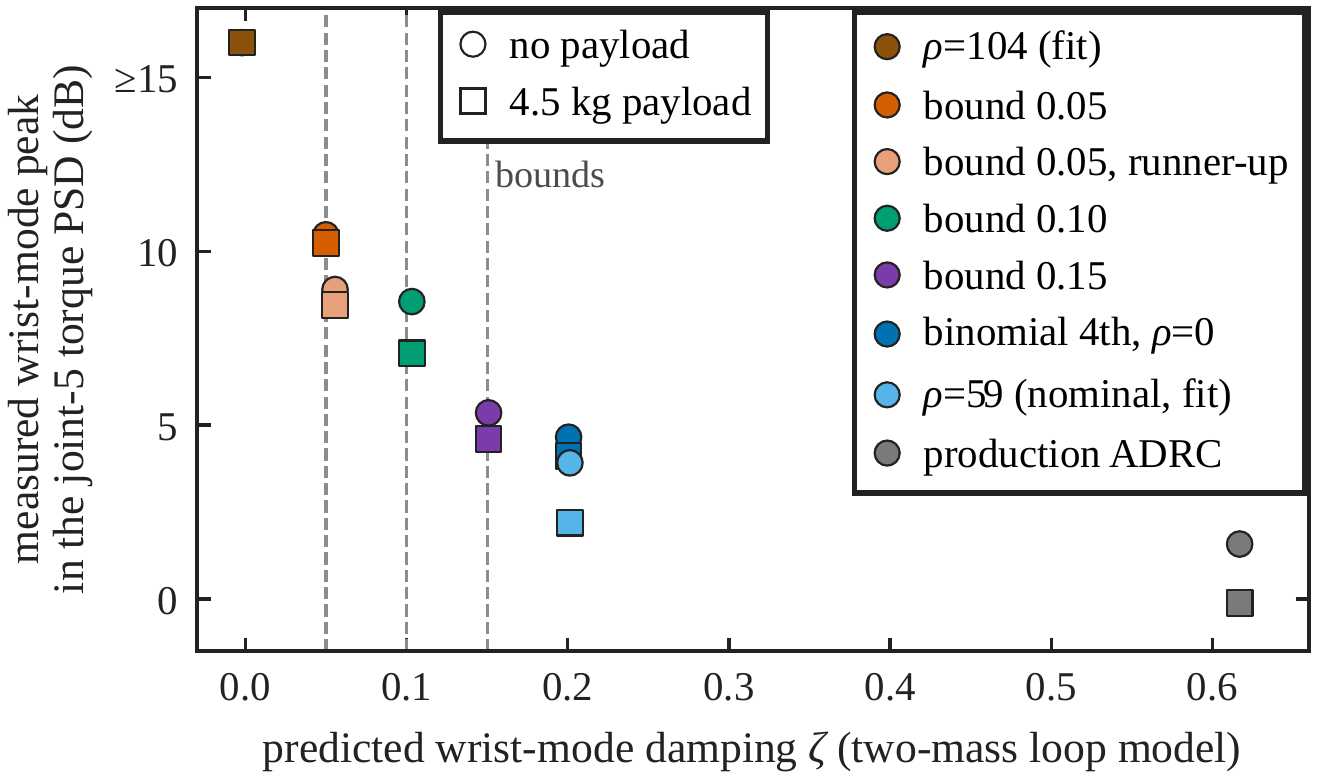 measured wrist-mode peak
in the joint-5 torque PSD (dB)
≥15
10
5
0
no payload
4.5 kg payload
bounds
ρ=104 (fit)
bound 0.05
bound 0.05, runner-up
bound 0.10
bound 0.15
binomial 4th, ρ=0
ρ=59 (nominal, fit)
production ADRC
0.0 0.1 0.2 0.3 0.4 0.5 0.6
predicted wrist-mode damping ζ (two-mass loop model)